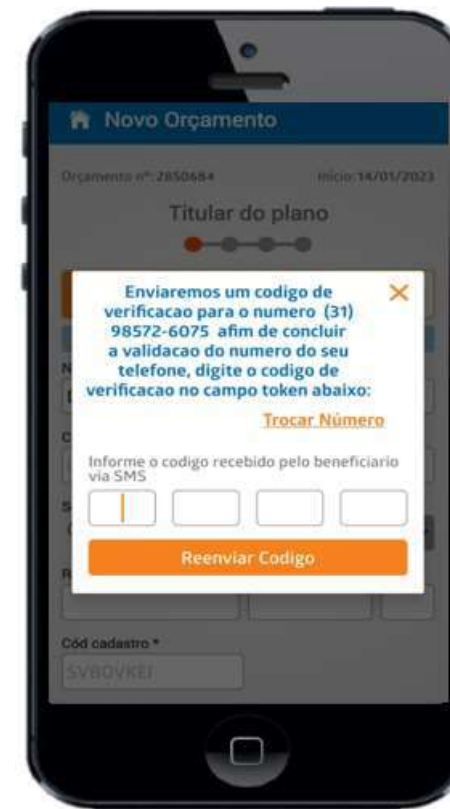 Novo Orçamento
Orçamento nº: 2850684 Início: 14/01/2023
Titular do plano
Enviaremos um codigo de
verificacao para o numero (31)
98572-6075 afim de concluir
a validacao do numero do seu
telefone, digite o codigo de
verificacao no campo token abaixo:
Trocar Número
Informe o codigo recebido pelo beneficiario
via SMS
Reenviar Codigo
Cód cadastro *